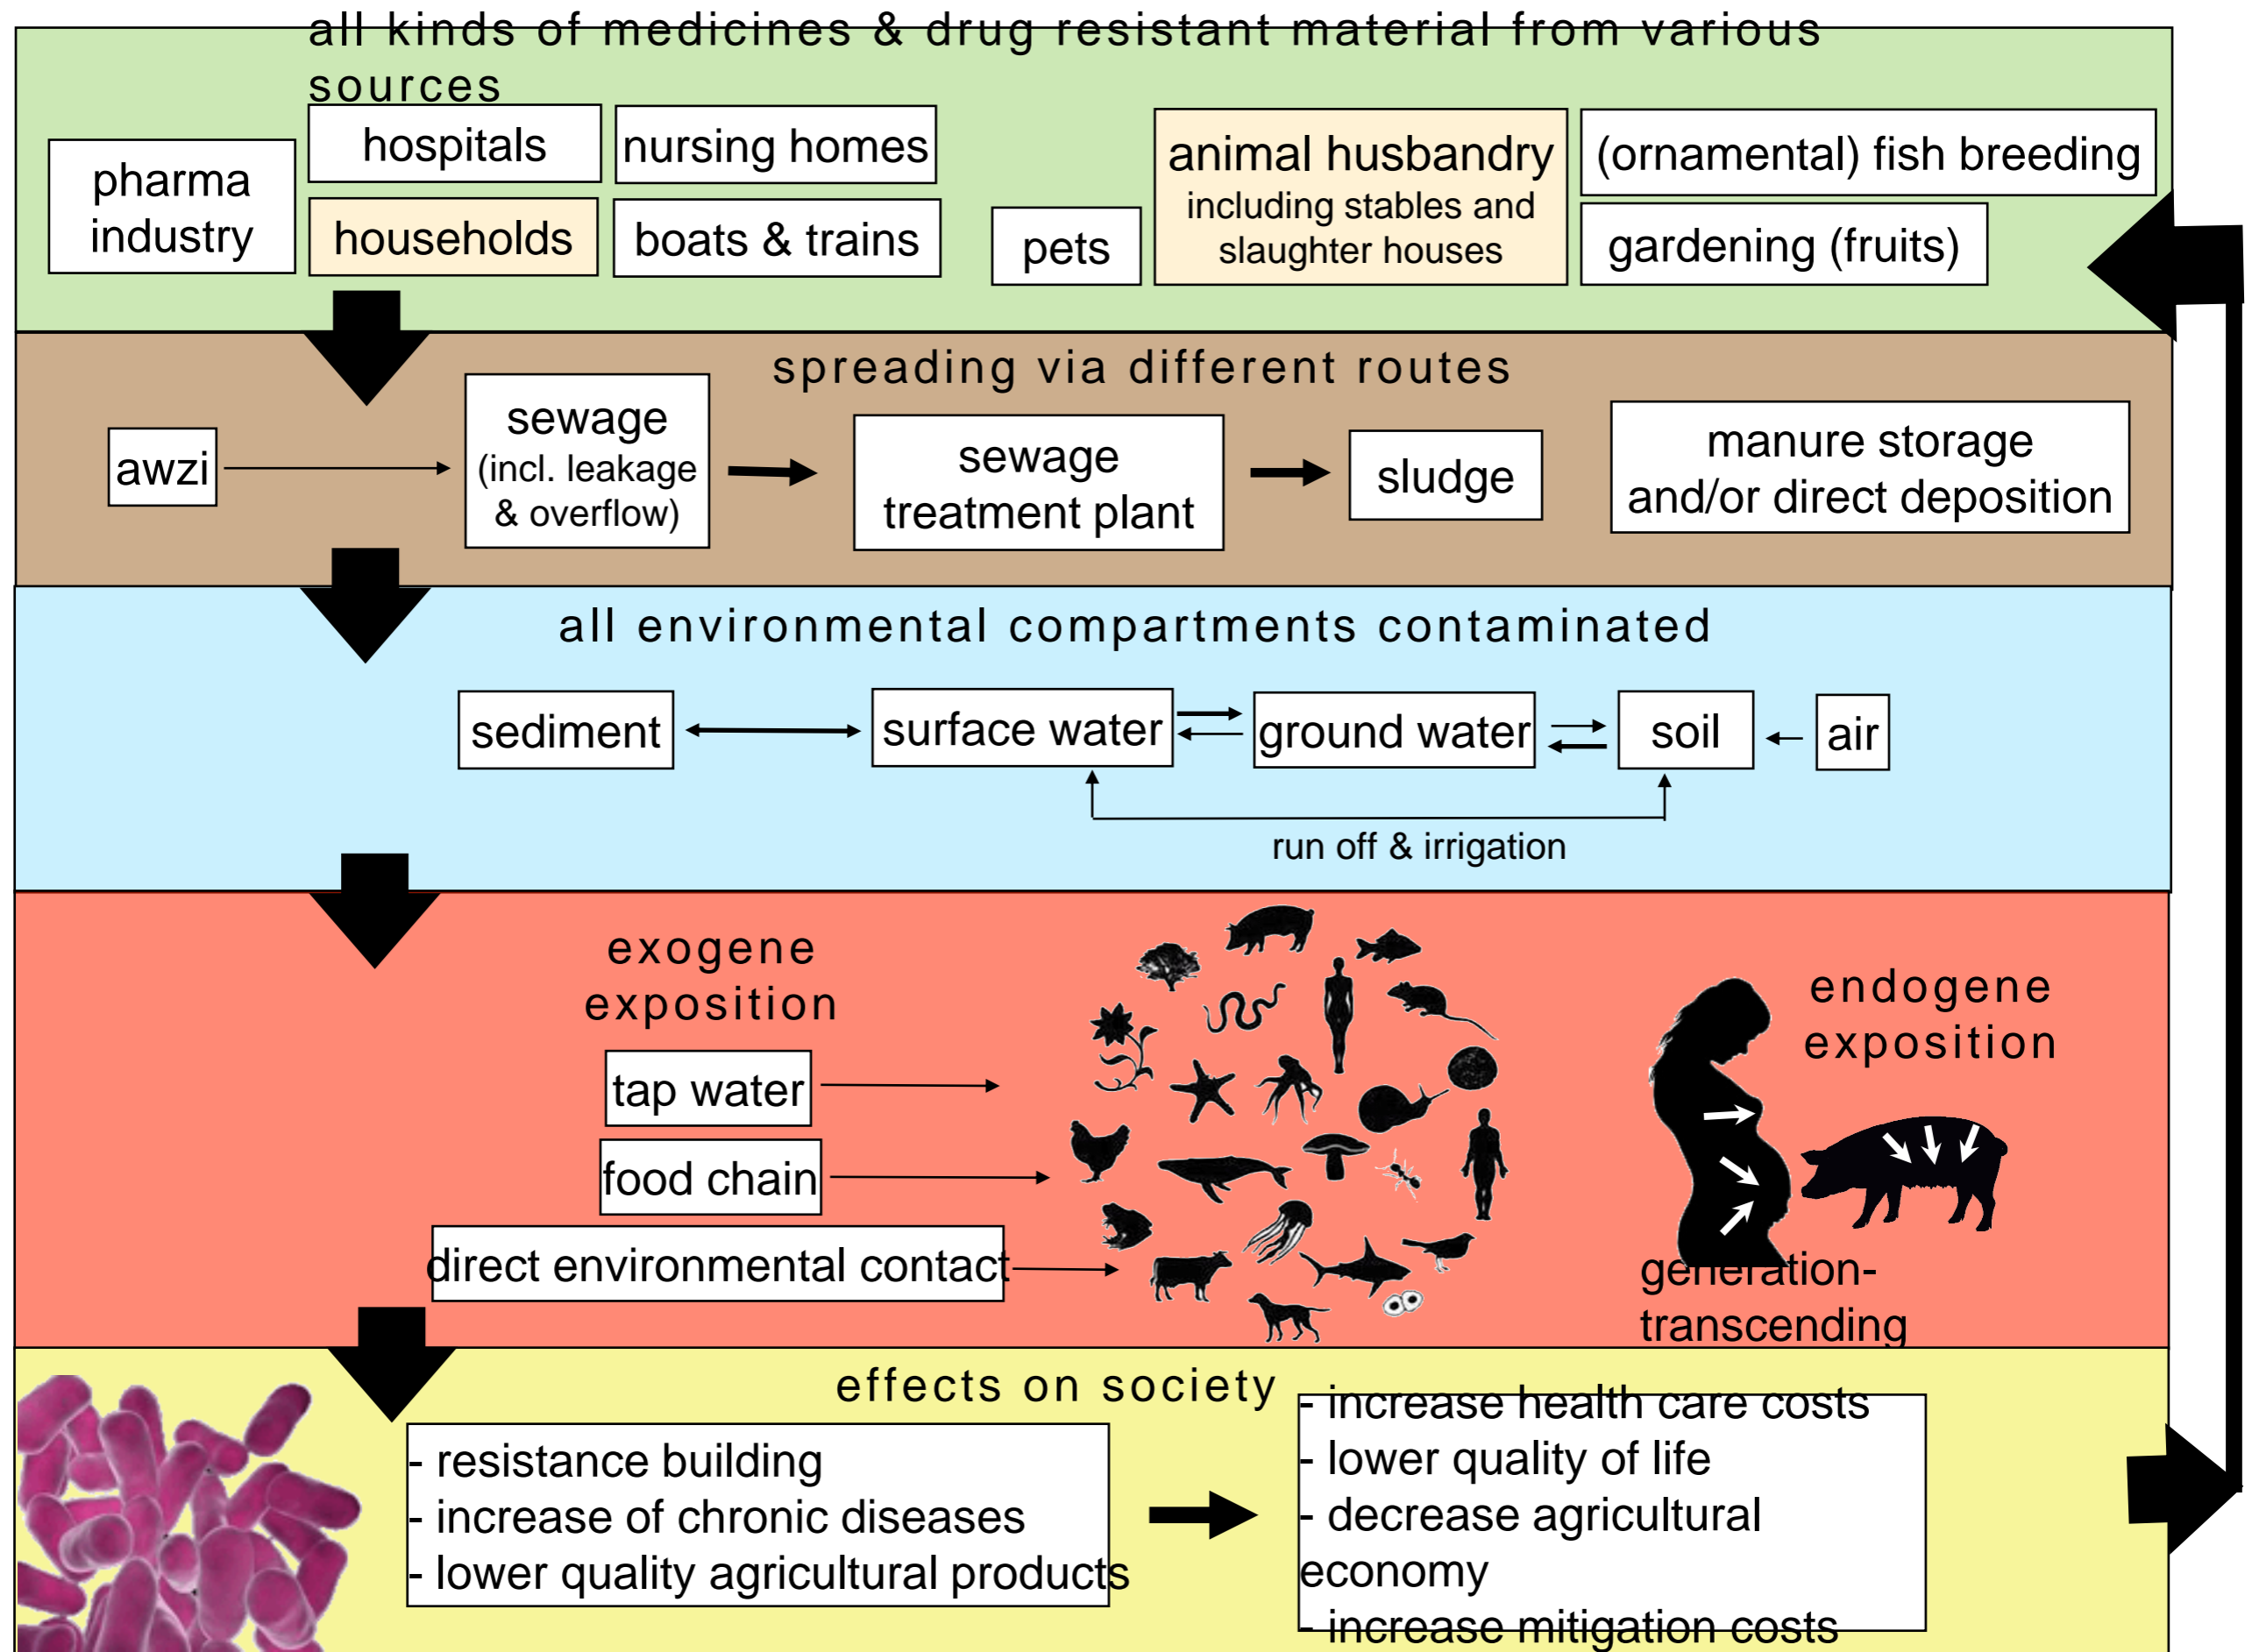 all kinds of medicines & drug resistant material from various
sources
pharma
industry
hospitals
nursing homes
households
boats & trains
pets
animal husbandry
including stables and
slaughter houses
(ornamental) fish breeding
gardening (fruits)
spreading via different routes
awzi
sewage
(incl. leakage
& overflow)
sewage
treatment plant
sludge
manure storage
and/or direct deposition
all environmental compartments contaminated
sediment
surface water
ground water
soil
air
run off & irrigation
exogene
exposition
tap water
food chain
direct environmental contact
endogene
exposition
generation-
transcending
effects on society
- resistance building
- increase of chronic diseases
- lower quality agricultural products
- increase health care costs
- lower quality of life
- decrease agricultural
economy
- increase mitigation costs